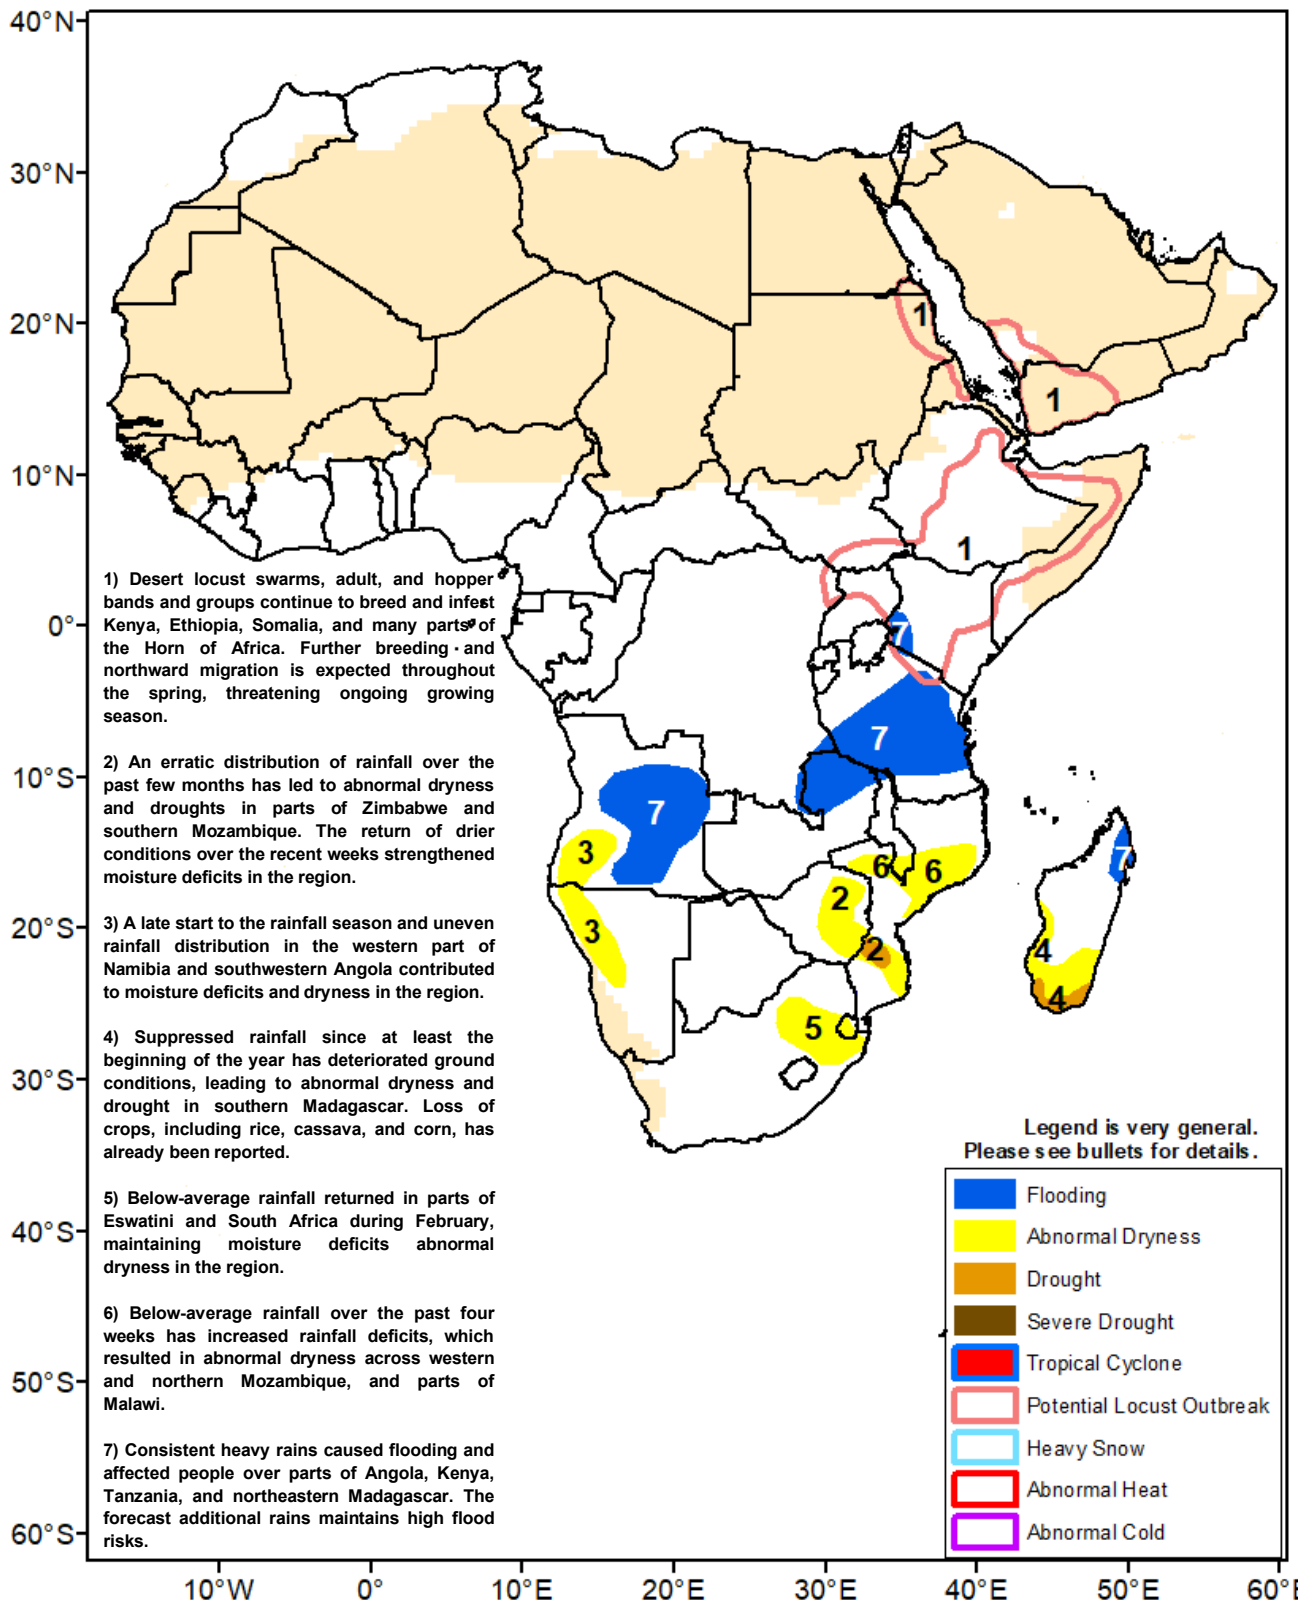 40°N
30°N
20°N
10°N
0°
10°S
20°S
30°S
40°S
50°S
60°S
1
1
1
7
7
7
7
3
3
6
6
2
2
4
4
5
1) Desert locust swarms, adult, and hopper
bands and groups continue to breed and infest
Kenya, Ethiopia, Somalia, and many parts of
the Horn of Africa. Further breeding and
northward migration is expected throughout
the spring, threatening ongoing growing
season.
2) An erratic distribution of rainfall over the
past few months has led to abnormal dryness
and droughts in parts of Zimbabwe and
southern Mozambique. The return of drier
conditions over the recent weeks strengthened
moisture deficits in the region.
3) A late start to the rainfall season and uneven
rainfall distribution in the western part of
Namibia and southwestern Angola contributed
to moisture deficits and dryness in the region.
4) Suppressed rainfall since at least the
beginning of the year has deteriorated ground
conditions, leading to abnormal dryness and
drought in southern Madagascar. Loss of
crops, including rice, cassava, and corn, has
already been reported.
5) Below-average rainfall returned in parts of
Eswatini and South Africa during February,
maintaining moisture deficits abnormal
dryness in the region.
6) Below-average rainfall over the past four
weeks has increased rainfall deficits, which
resulted in abnormal dryness across western
and northern Mozambique, and parts of
Malawi.
7) Consistent heavy rains caused flooding and
affected people over parts of Angola, Kenya,
Tanzania, and northeastern Madagascar. The
forecast additional rains maintains high flood
risks.
Legend is very general.
Please see bullets for details.
Flooding
Abnormal Dryness
Drought
Severe Drought
Tropical Cyclone
Potential Locust Outbreak
Heavy Snow
Abnormal Heat
Abnormal Cold
10°W
0°
10°E
20°E
30°E
40°E
50°E
60°E